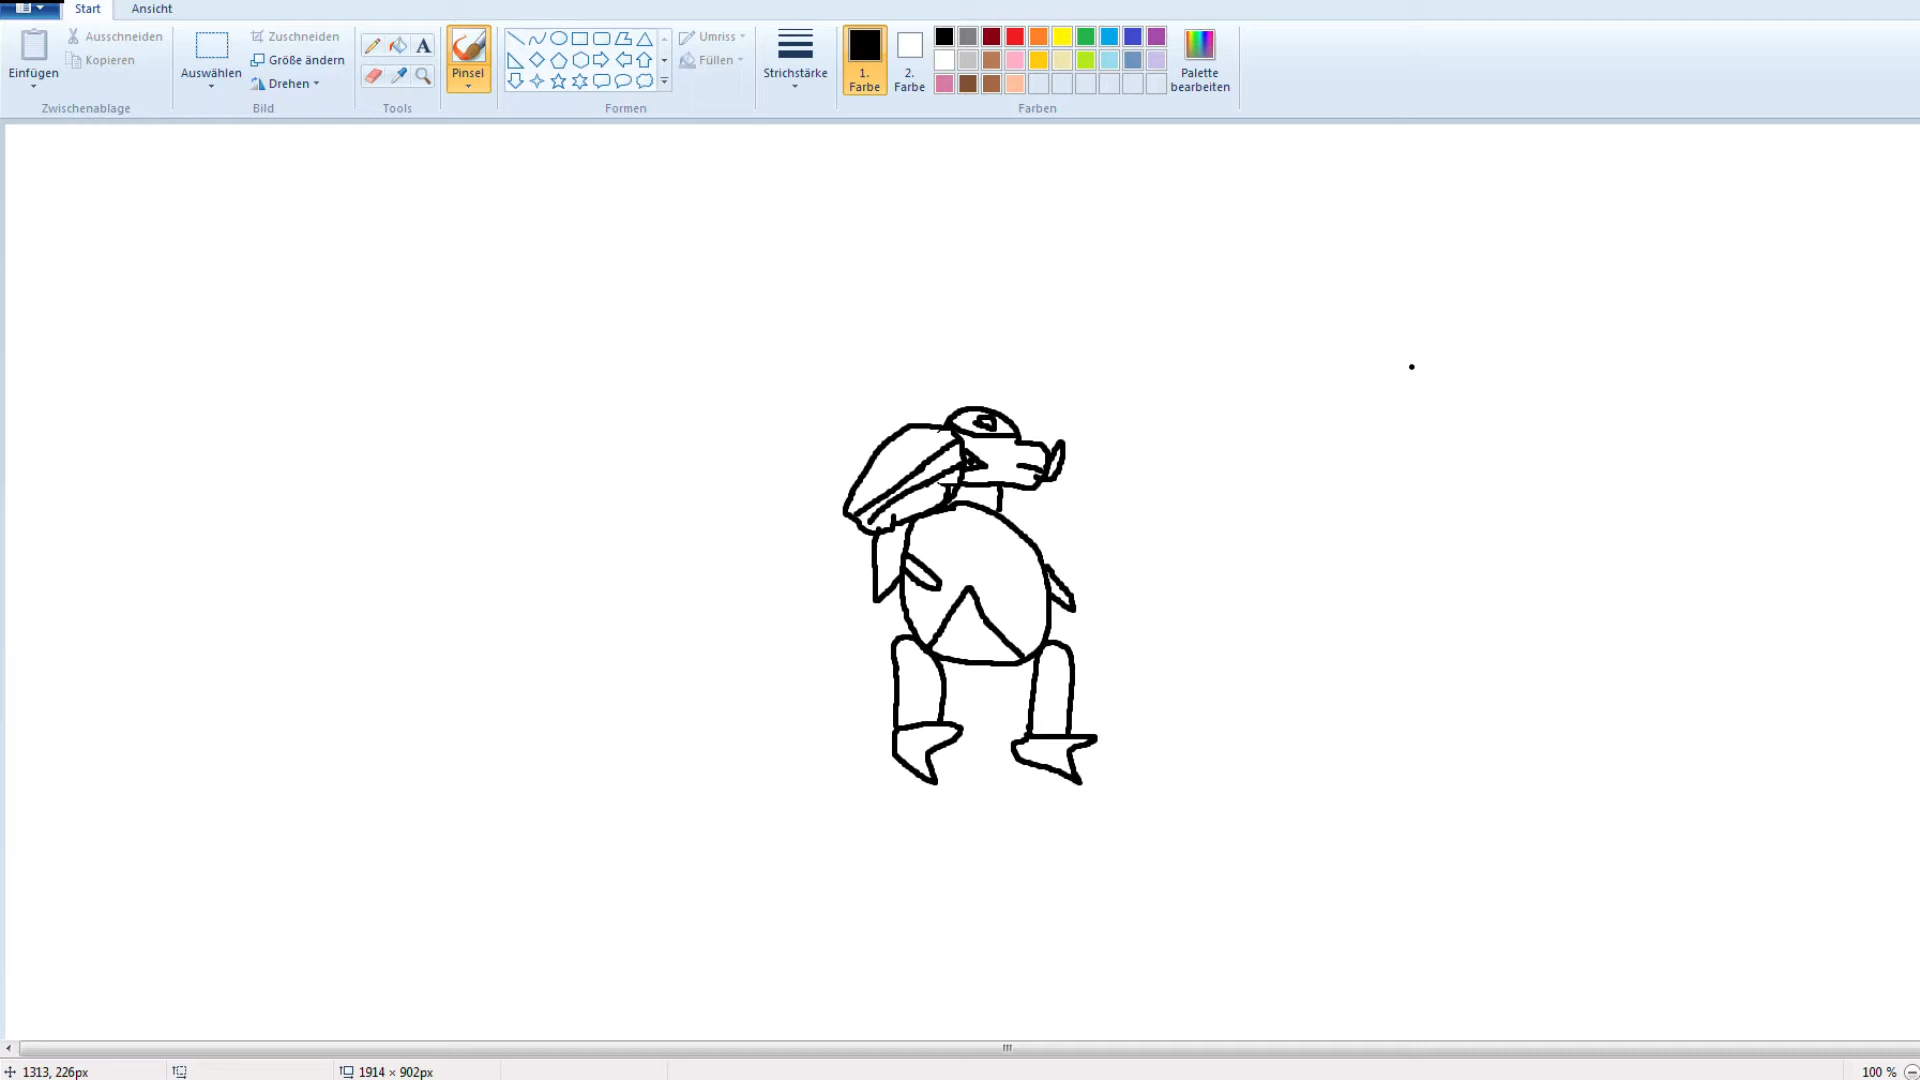 Start Ansicht
Ausschneiden
Kopieren
Einfügen
Zwischenablage
Zuschneiden
Größe ändern
Drehen
Auswählen
Bild
A
Tools
Pinsel
Formen
Umriss
Füllen
Strichstärke
1.
Farbe
2.
Farbe
Farben
Palette
bearbeiten
1313, 226px
1914 × 902px
100 %